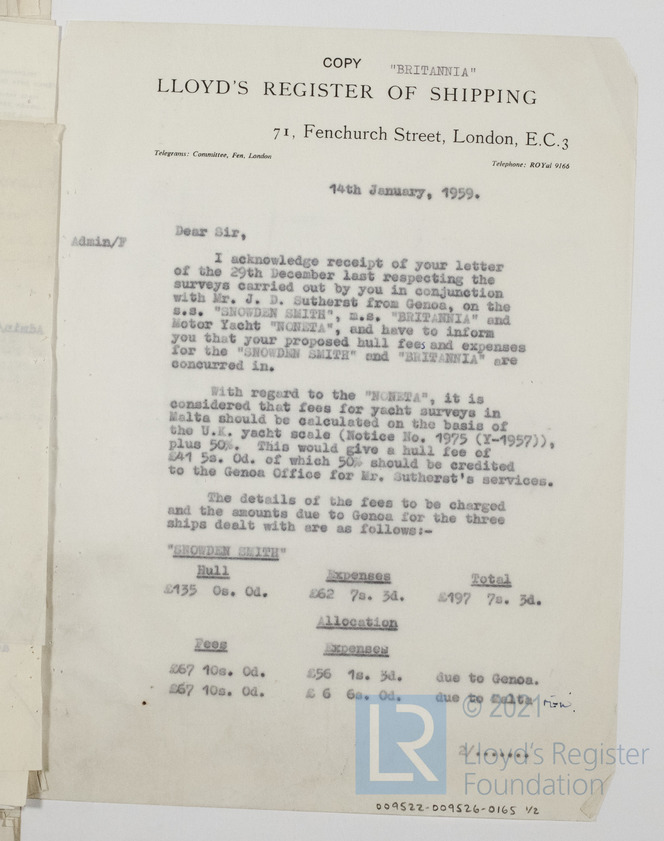 COPY "BRITANNIA"
LLOYD'S REGISTER OF SHIPPING
71, Fenchurch Street, London, E.C.3
Telegrams: Committee, Fen, London
Telephone: ROYal 9166
14th January, 1959.
Admin/F
Dear Sir,
I acknowledge receipt of your letter
of the 29th December last respecting the
surveys carried out by you in conjunction
with Mr. J. D. Sutherst from Genoa, on the
s.s. "SNOWDEN SMITH", m.s. "BRITANNIA" and
Motor Yacht "NONETA", and have to inform
you that your proposed hull fees and expenses
for the "SNOWDEN SMITH" and "BRITANNIA" are
concurred in.
With regard to the "NONETA", it is
considered that fees for yacht surveys in
Malta should be calculated on the basis of
the U.K. yacht scale (Notice No. 1975 (Y-1957)),
plus 50%. This would give a hull fee of
£41 5s. 0d. of which 50% should be credited
to the Genoa Office for Mr. Sutherst's services.
The details of the fees to be charged
and the amounts due to Genoa for the three
ships dealt with are as follows:-
"SNOWDEN SMITH"
Hull Expenses Total
£135 0s. 0d. £62 7s. 3d. £197 7s. 3d.
Allocation
Fees Expenses
£67 10s. 0d. £56 1s. 3d. due to Genoa.
£67 10s. 0d. £ 6 6s. 0d. due to Malta
2/.......
© 2021
LR Lloyd's Register
Foundation
009522-009526-0165 1/2